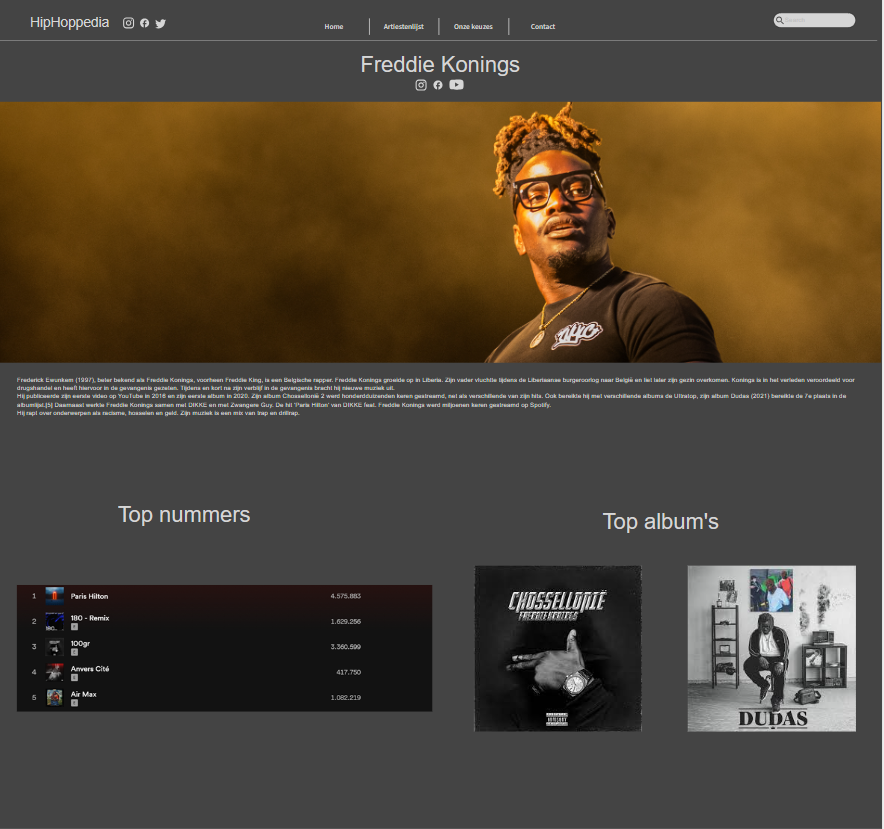 HipHoppedia
Home
Artiestenlijst
Onze keuzes
Contact
Freddie Konings
Frederick Ewonkem (1997), beter bekend als Freddie Konings, voorheen Freddie King, is een Belgische rapper. Freddie Konings groeide op in Liberia. Zijn vader vluchtte tijdens de Liberiaanse burgeroorlog naar België en liet later zijn gezin overkomen. Konings is in het verleden veroordeeld voor
drugshandel en heeft hiervoor in de gevangenis gezeten. Tijdens en kort na zijn verblijf in de gevangenis bracht hij nieuwe muziek uit.
Hij publiceerde zijn eerste video op YouTube in 2016 en zijn eerste album in 2020. Zijn album Chosselloniè 2 werd honderdduizenden keren gestreamd, net als verschillende van zijn hits. Ook bereikte hij met verschillende albums de Ultratop, zijn album Dudas (2021) bereikte de 7e plaats in de
albumlijst.[5] Daarnaast werkte Freddie Konings samen met DIKKE en met Zwangere Guy. De hit 'Paris Hilton' van DIKKE feat. Freddie Konings werd miljoenen keren gestreamd op Spotify.
Hij rapt over onderwerpen als racisme, hosselen en geld. Zijn muziek is een mix van trap en drillrap.
Top nummers
Top album's
1 Paris Hilton 4.575.883
2 180 - Remix 1.629.256
E
3 100gr 3.360.599
E
4 Anvers Cité 417.750
E
5 Air Max 1.082.219
E
CHOSSELLONIE
FREDDIE KONINGS
DUDAS